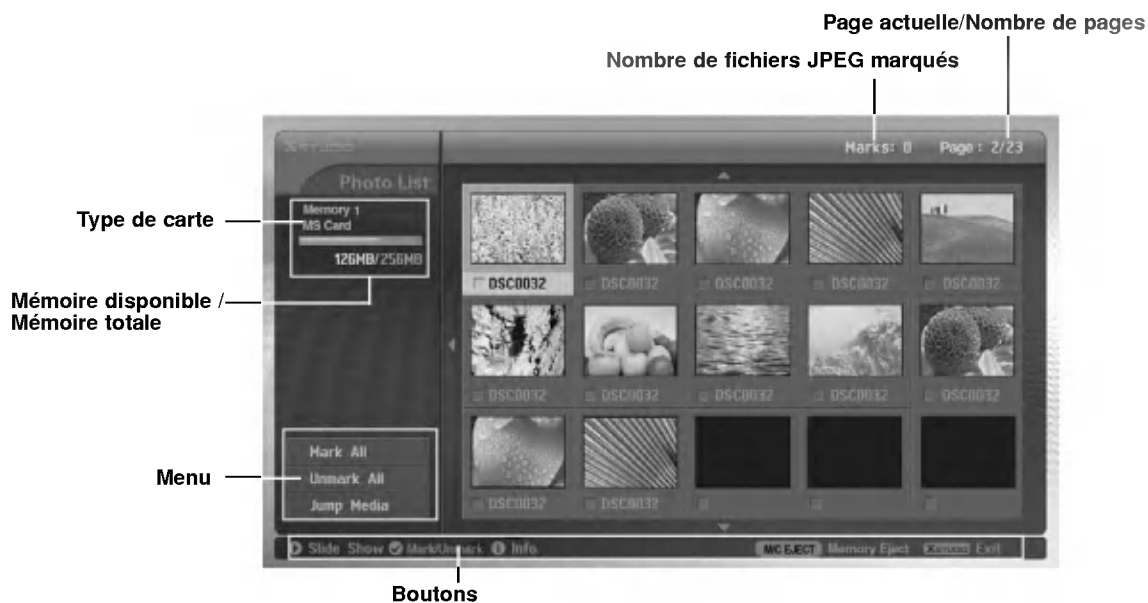 Page actuelle/Nombre de pages
Nombre de fichiers JPEG marqués
Marks: 0 Page : 2/23
Photo List
Type de carte
Memory 1
MS Card
126MB/256MB
Mémoire disponible /
Mémoire totale
DSC0032 DSC0032 DSC0032 DSC0032 DSC0032
DSC0032 DSC0032 DSC0032 DSC0032 DSC0032
DSC0032 DSC0032
Menu
Mark All
Unmark All
Jump Media
Slide Show Mark/Unmark Info. M/C EJECT Memory Eject XSTUDIO Exit
Boutons